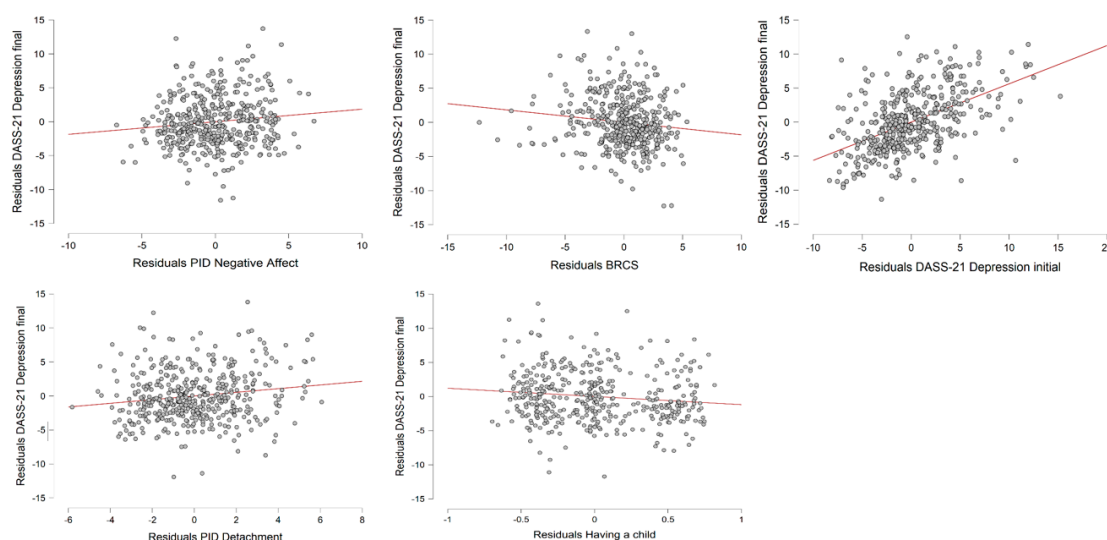 Residuals DASS-21 Depression final
15
10
5
0
-5
-10
-15
-10 -5 0 5 10
Residuals PID Negative Affect
Residuals DASS-21 Depression final
15
10
5
0
-5
-10
-15
-15 -10 -5 0 5 10
Residuals BRCS
Residuals DASS-21 Depression final
15
10
5
0
-5
-10
-15
-10 -5 0 5 10 15 2
Residuals DASS-21 Depression initial
Residuals DASS-21 Depression final
15
10
5
0
-5
-10
-15
-6 -4 -2 0 2 4 6 8
Residuals PID Detachment
Residuals DASS-21 Depression final
15
10
5
0
-5
-10
-15
-1 -0.5 0 0.5 1
Residuals Having a child